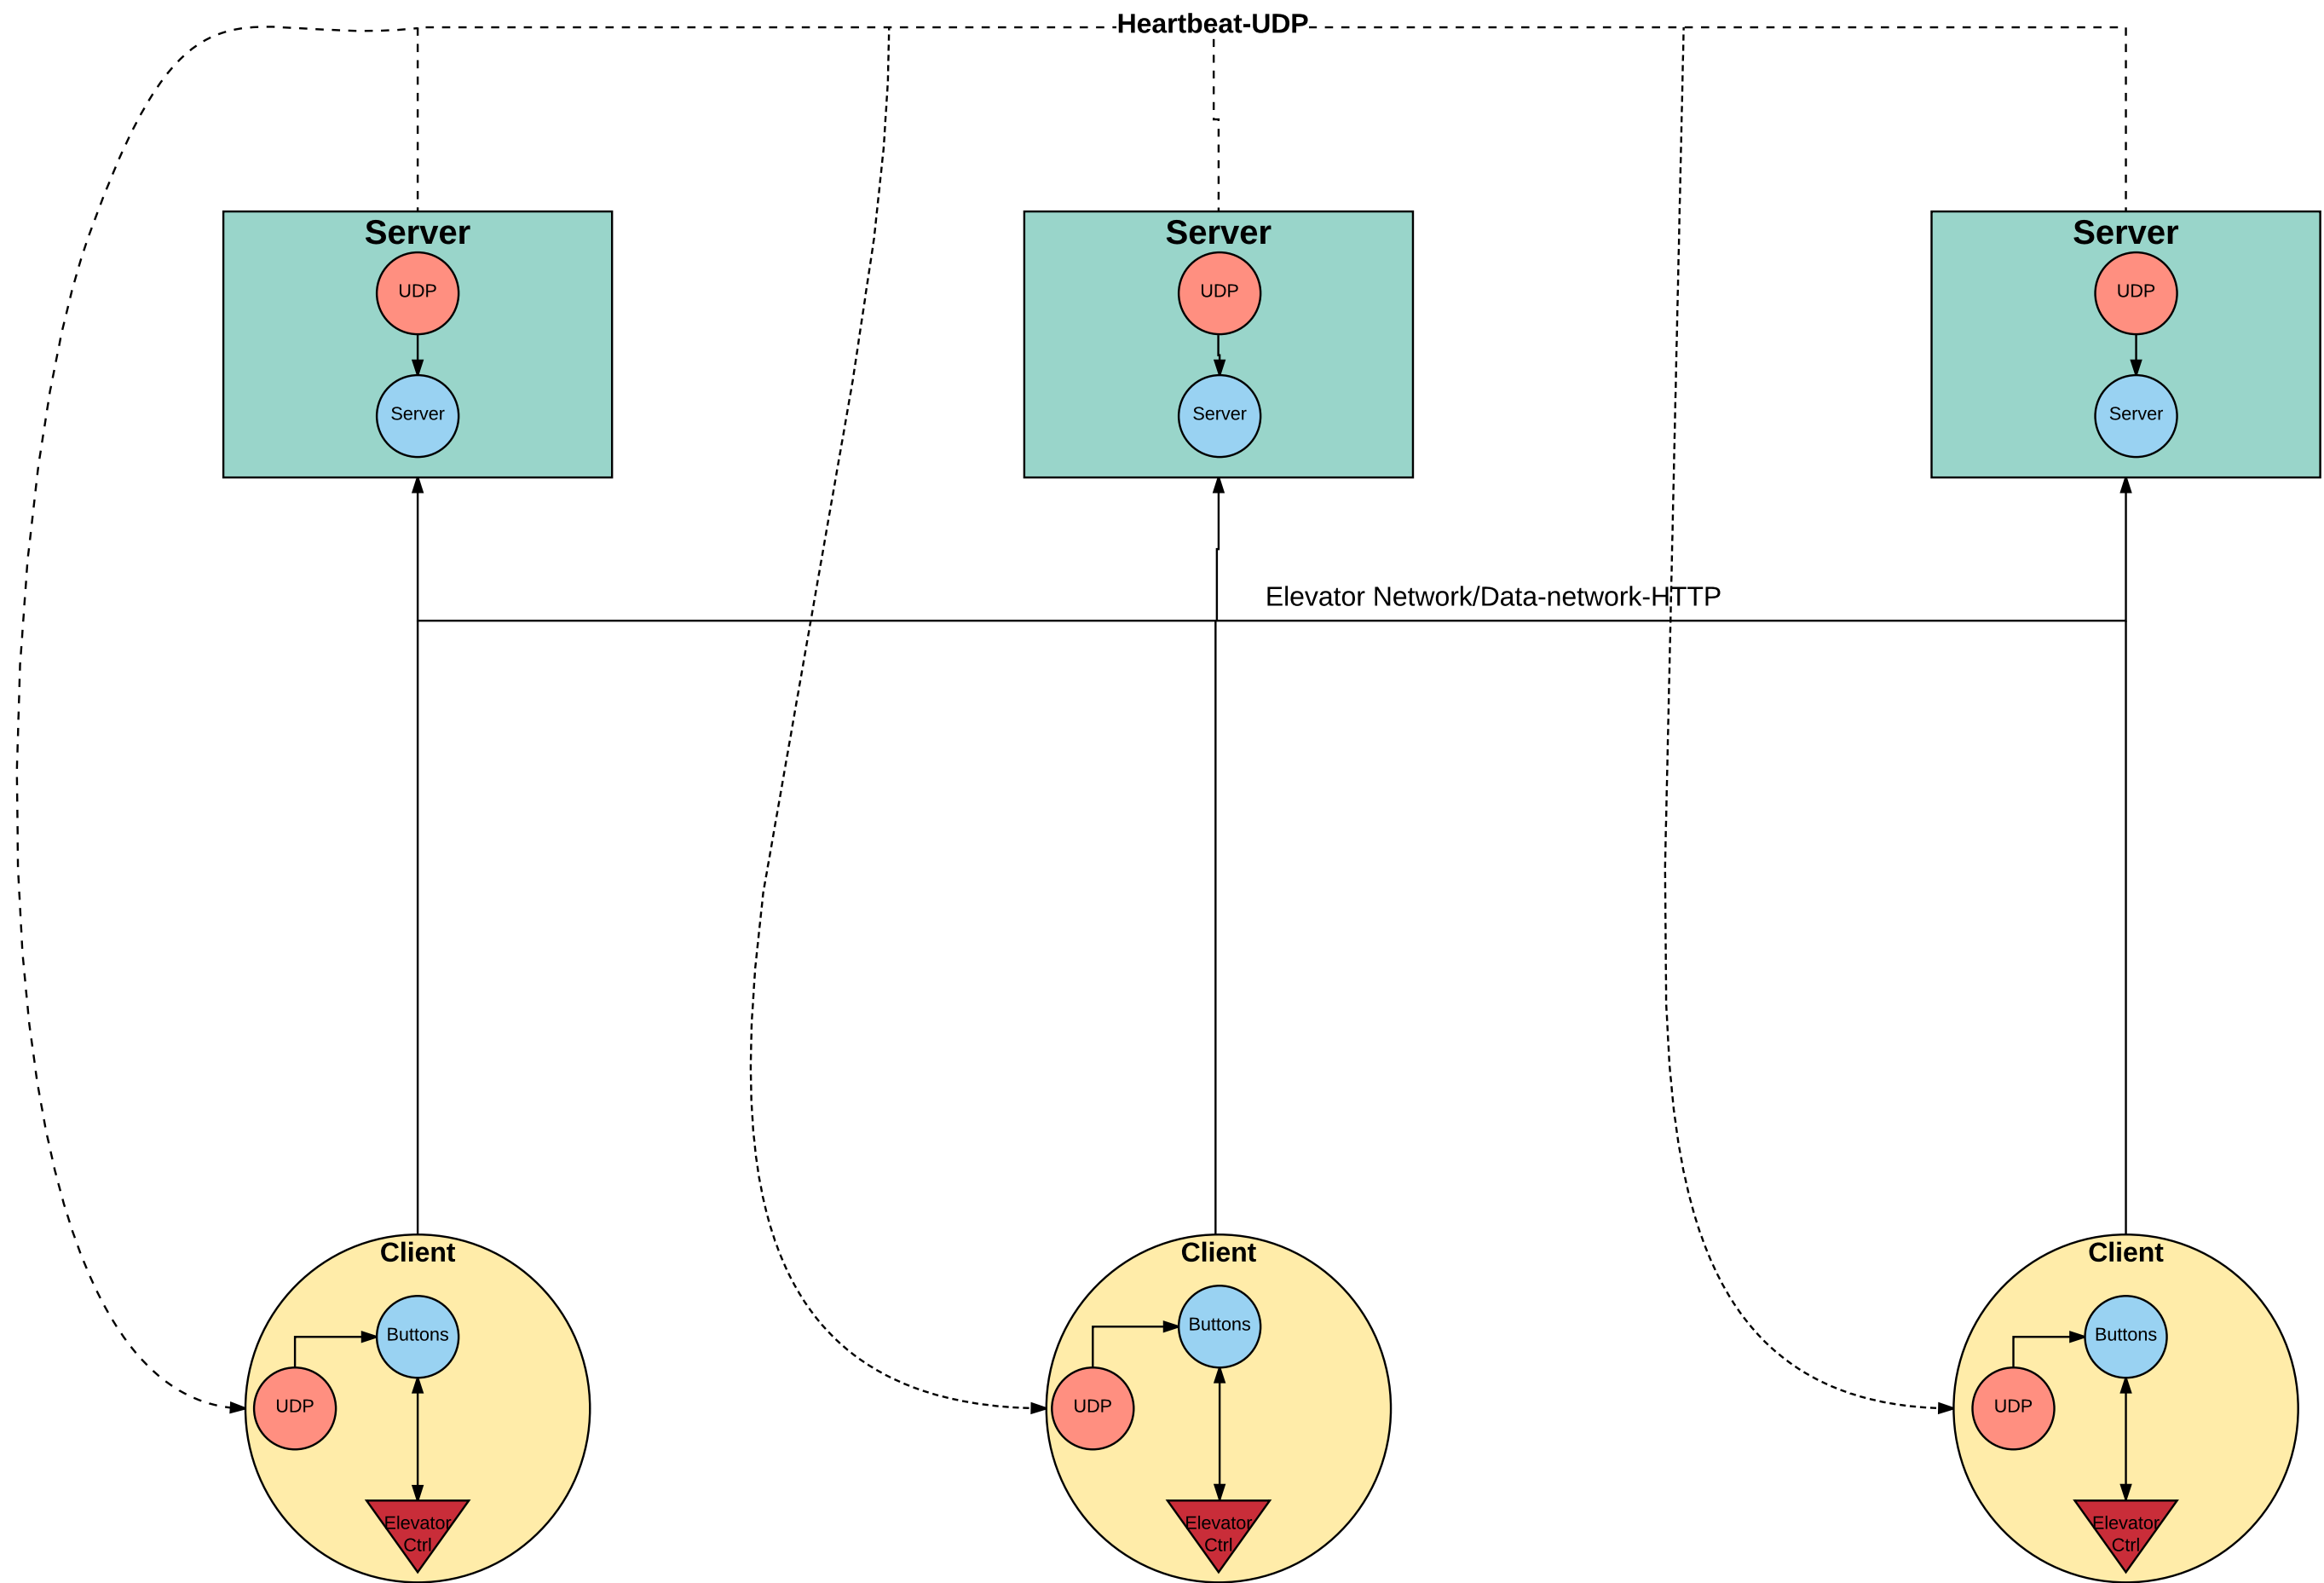 Heartbeat-UDP
Server
Server
Server
UDP
UDP
UDP
Server
Server
Server
Elevator Network/Data-network-HTTP
Client
Client
Client
Buttons
Buttons
Buttons
UDP
UDP
UDP
Elevator
Ctrl
Elevator
Ctrl
Elevator
Ctrl